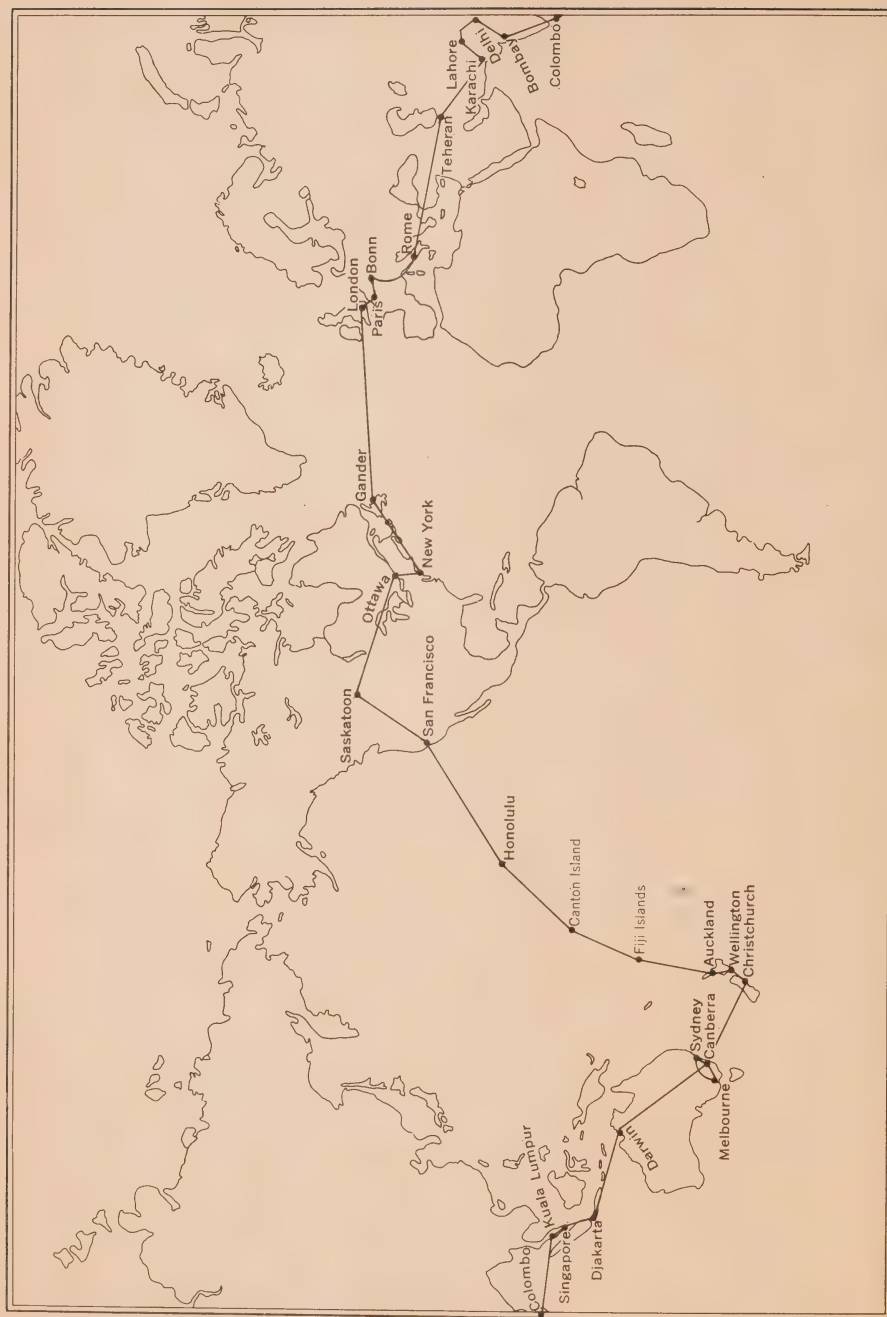 Colombo
Kuala Lumpur
Singapore
Djakarta
Darwin
Melbourne
Sydney
Canberra
Auckland
Wellington
Christchurch
Fiji Islands
Canton Island
Honolulu
San Francisco
Saskatoon
Ottawa
New York
Gander
London
Paris
Bonn
Rome
Teheran
Karachi
Lahore
Delhi
Bombay
Colombo